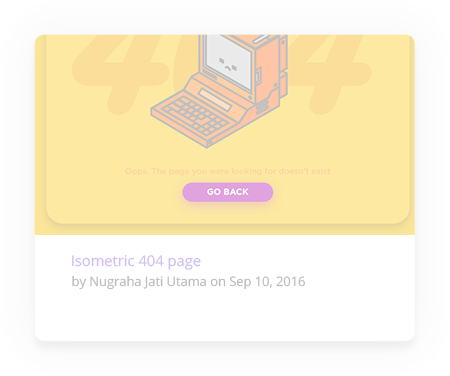 404
Oops. The page you were looking for doesn't exist
GO BACK
Isometric 404 page
by Nugraha Jati Utama on Sep 10, 2016